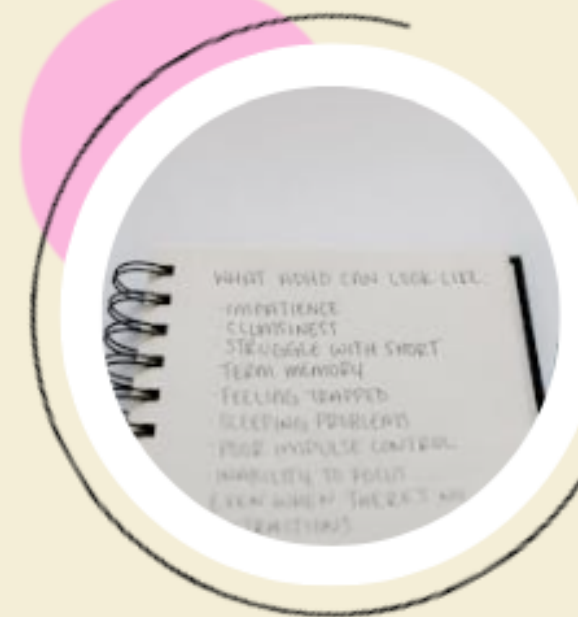 WHAT ADHD CAN LOOK LIKE
-IMPATIENCE
CLUMSINESS
STRUGGLE WITH SHORT
TERM MEMORY
-FEELING TRAPPED
-SLEEPING PROBLEMS
-POOR IMPULSE CONTROL
-INABILITY TO FOCUS
EVEN WHEN THERE'S NO